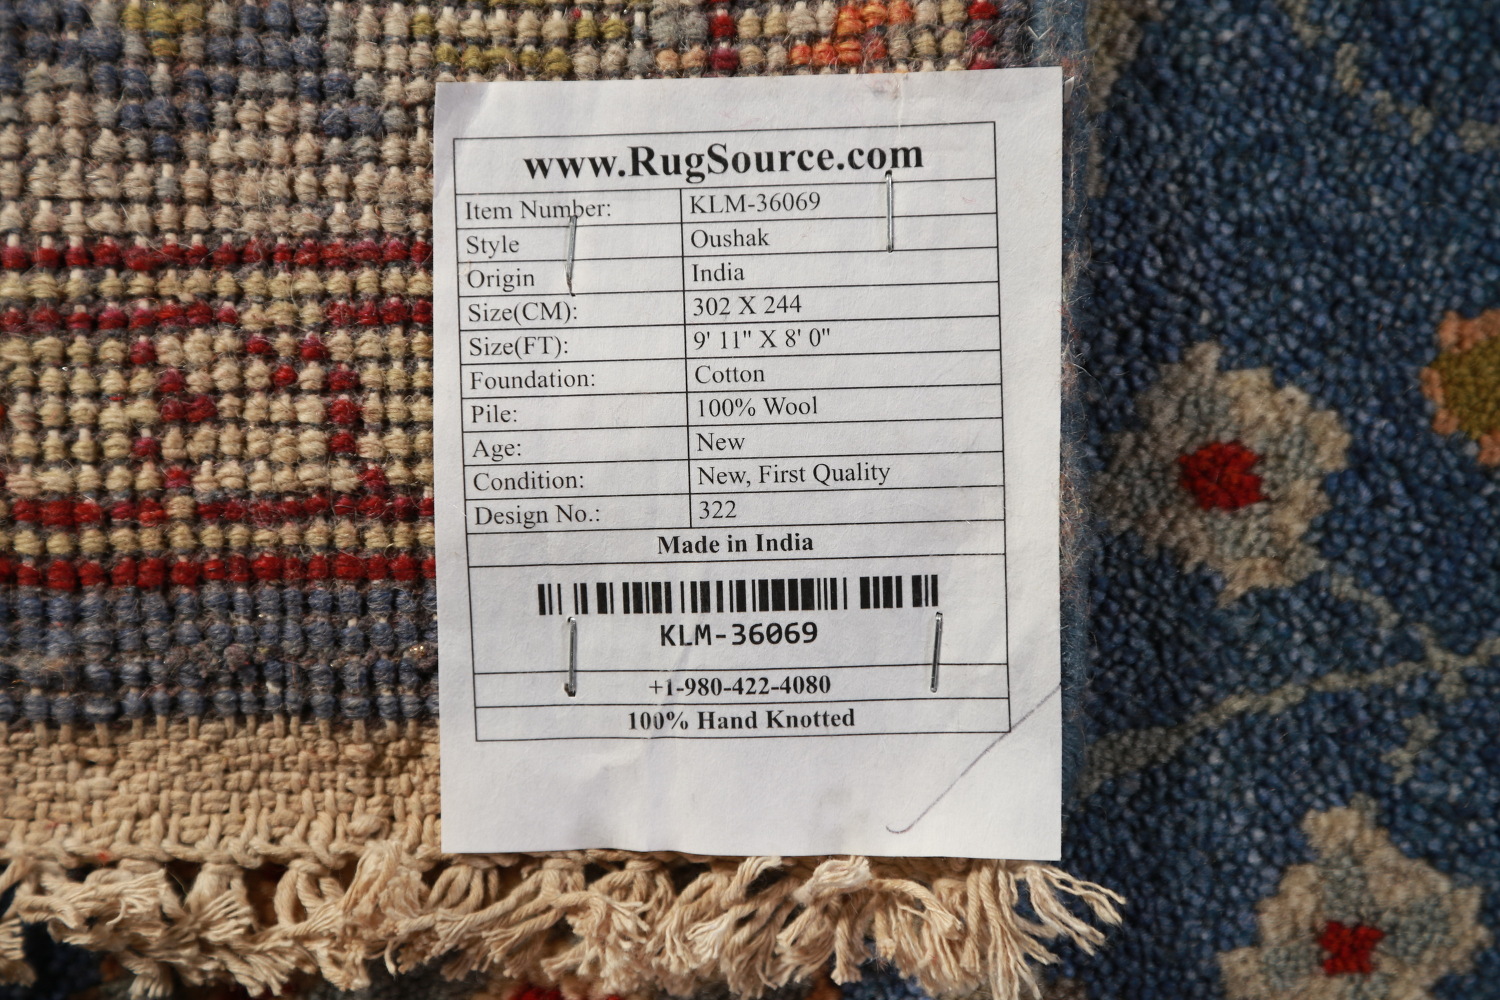 www.RugSource.com
Item Number: KLM-36069
Style Oushak
Origin India
Size(CM): 302 X 244
Size(FT): 9' 11" X 8' 0"
Foundation: Cotton
Pile: 100% Wool
Age: New
Condition: New, First Quality
Design No.: 322
Made in India
KLM-36069
+1-980-422-4080
100% Hand Knotted